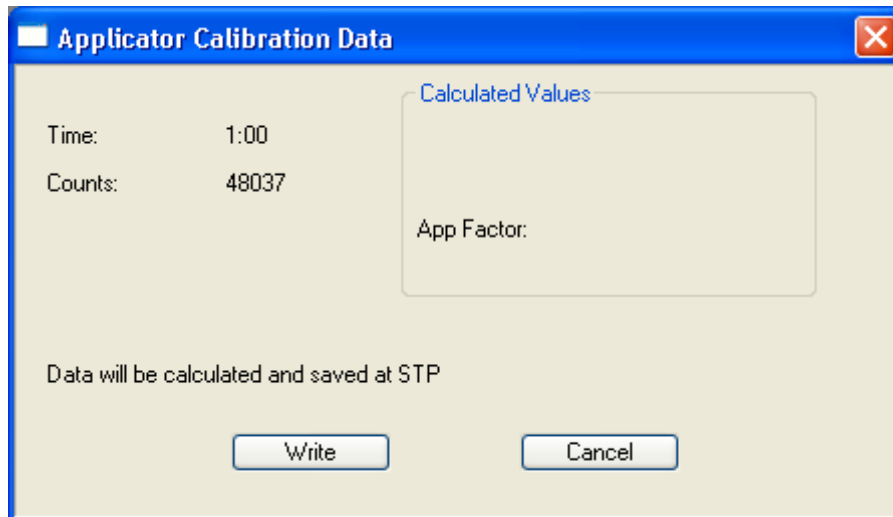 Applicator Calibration Data
Calculated Values
Time: 1:00
Counts: 48037
App Factor:
Data will be calculated and saved at STP
Write Cancel